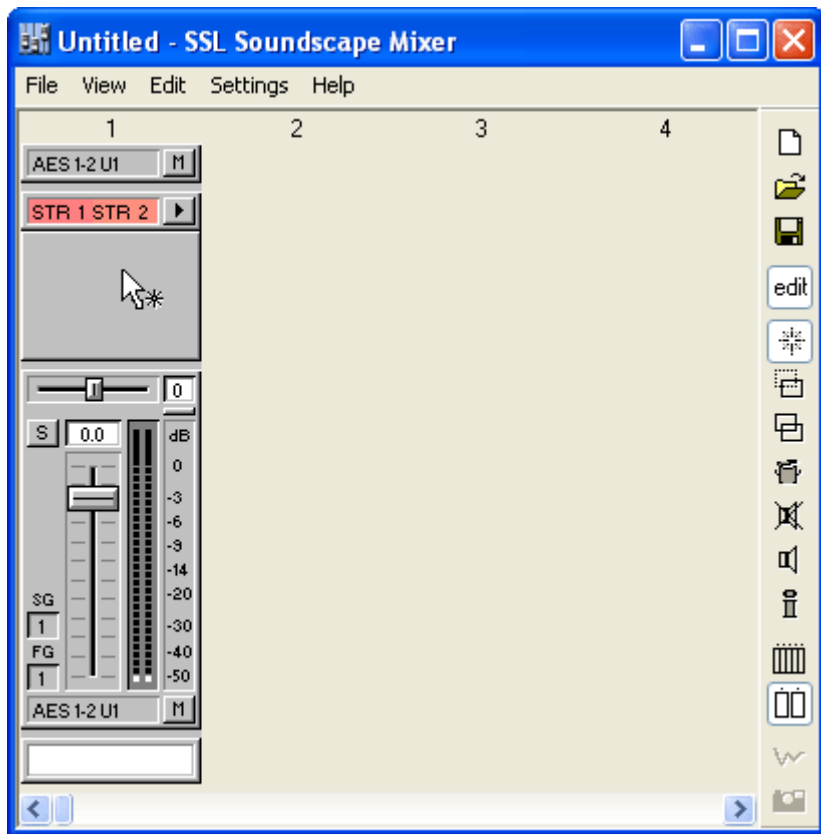 Untitled - SSL Soundscape Mixer
File View Edit Settings Help
1 2 3 4
AES 1-2 U1 M
STR 1 STR 2
edit
0
S 0.0 dB
0
-3
-6
-9
-14
-20
SG
1
-30
FG
-40
1
-50
AES 1-2 U1 M